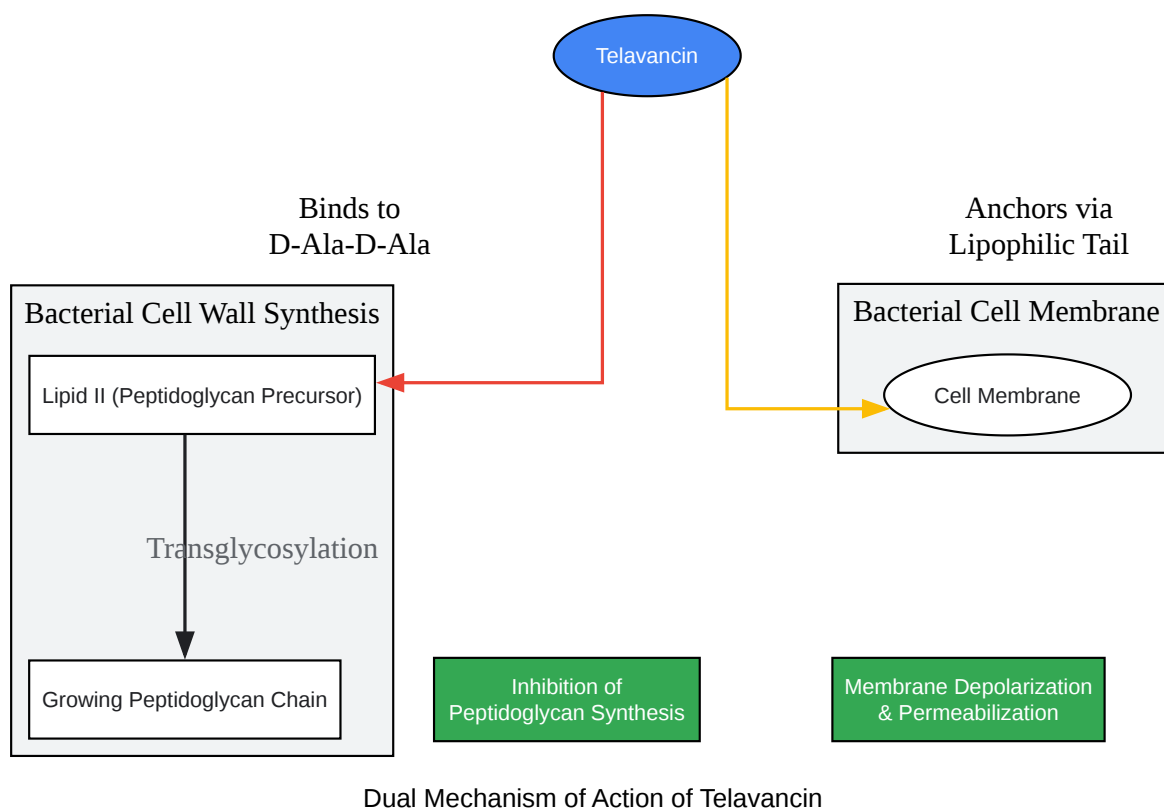 Telavancin
Binds to
D-Ala-D-Ala
Anchors via
Lipophilic Tail
Bacterial Cell Wall Synthesis
Lipid II (Peptidoglycan Precursor)
Transglycosylation
Growing Peptidoglycan Chain
Bacterial Cell Membrane
Cell Membrane
Inhibition of
Peptidoglycan Synthesis
Membrane Depolarization
& Permeabilization
Dual Mechanism of Action of Telavancin